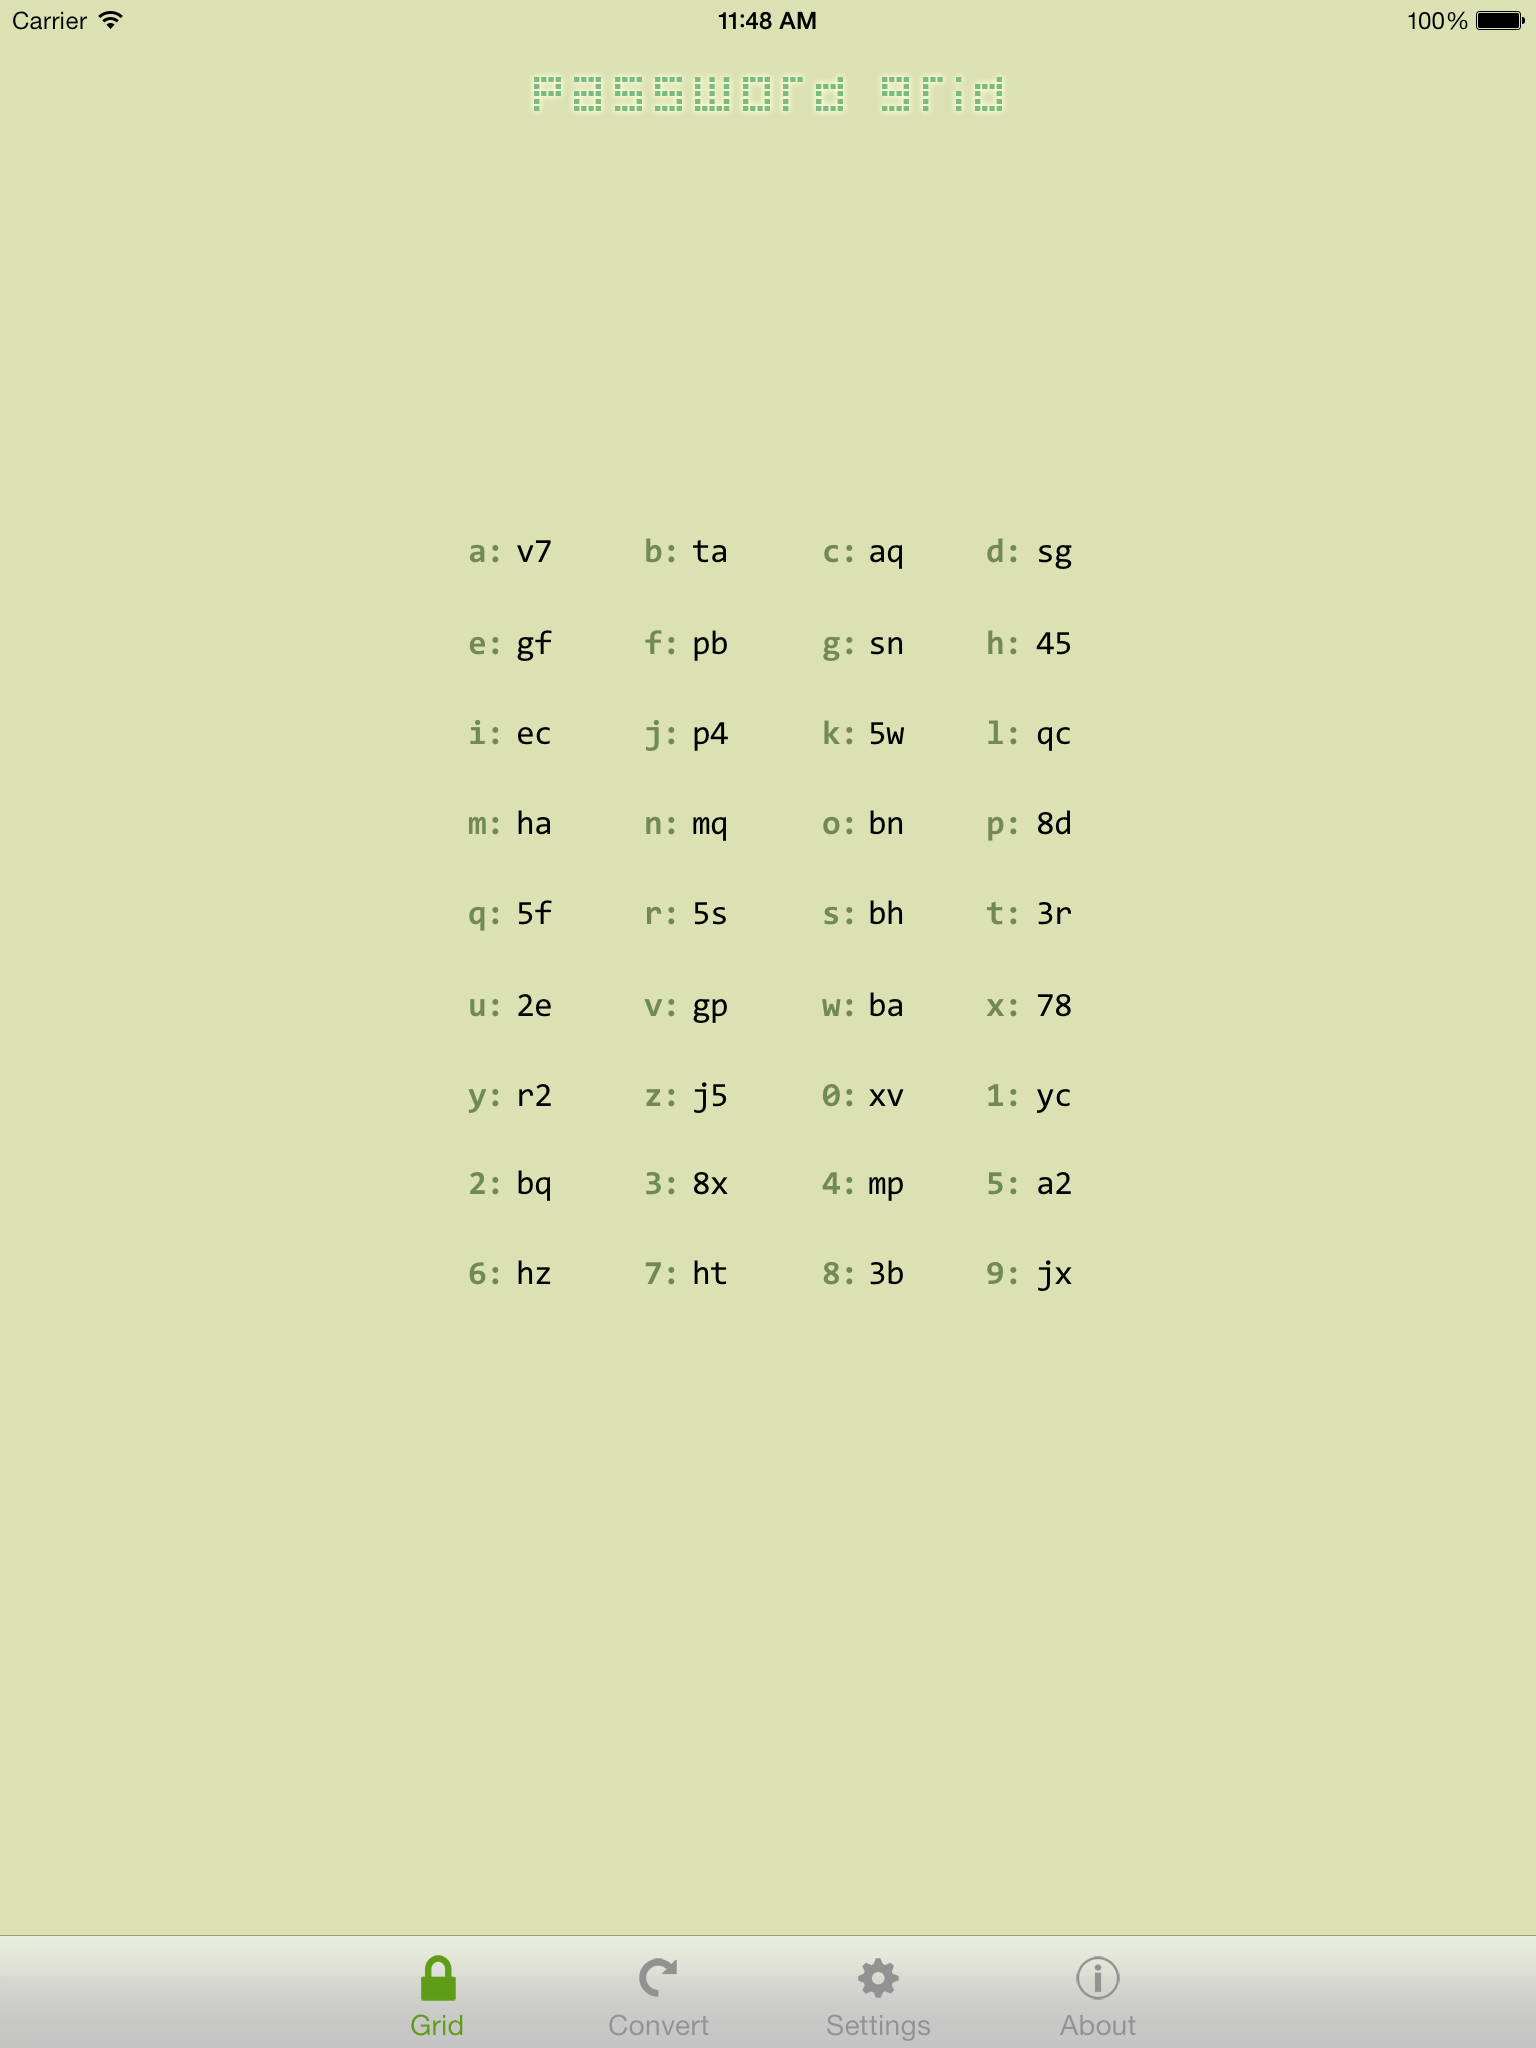 Carrier 11:48 AM 100%
password grid
a: v7 b: ta c: aq d: sg
e: gf f: pb g: sn h: 45
i: ec j: p4 k: 5w l: qc
m: ha n: mq o: bn p: 8d
q: 5f r: 5s s: bh t: 3r
u: 2e v: gp w: ba x: 78
y: r2 z: j5 0: xv 1: yc
2: bq 3: 8x 4: mp 5: a2
6: hz 7: ht 8: 3b 9: jx
Grid Convert Settings About